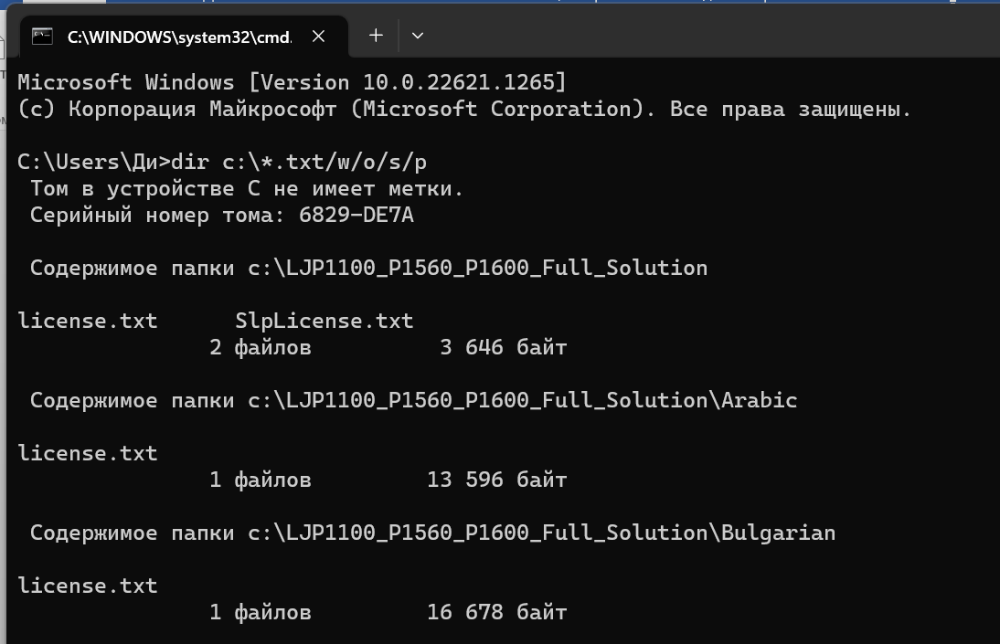 C:\WINDOWS\system32\cmd.
Microsoft Windows [Version 10.0.22621.1265]
(c) Корпорация Майкрософт (Microsoft Corporation). Все права защищены.
C:\Users\Ди>dir c:\*.txt/w/o/s/p
Том в устройстве C не имеет метки.
Серийный номер тома: 6829-DE7A
Содержимое папки c:\LJP1100_P1560_P1600_Full_Solution
license.txt SlpLicense.txt
2 файлов 3 646 байт
Содержимое папки c:\LJP1100_P1560_P1600_Full_Solution\Arabic
license.txt
1 файлов 13 596 байт
Содержимое папки c:\LJP1100_P1560_P1600_Full_Solution\Bulgarian
license.txt
1 файлов 16 678 байт